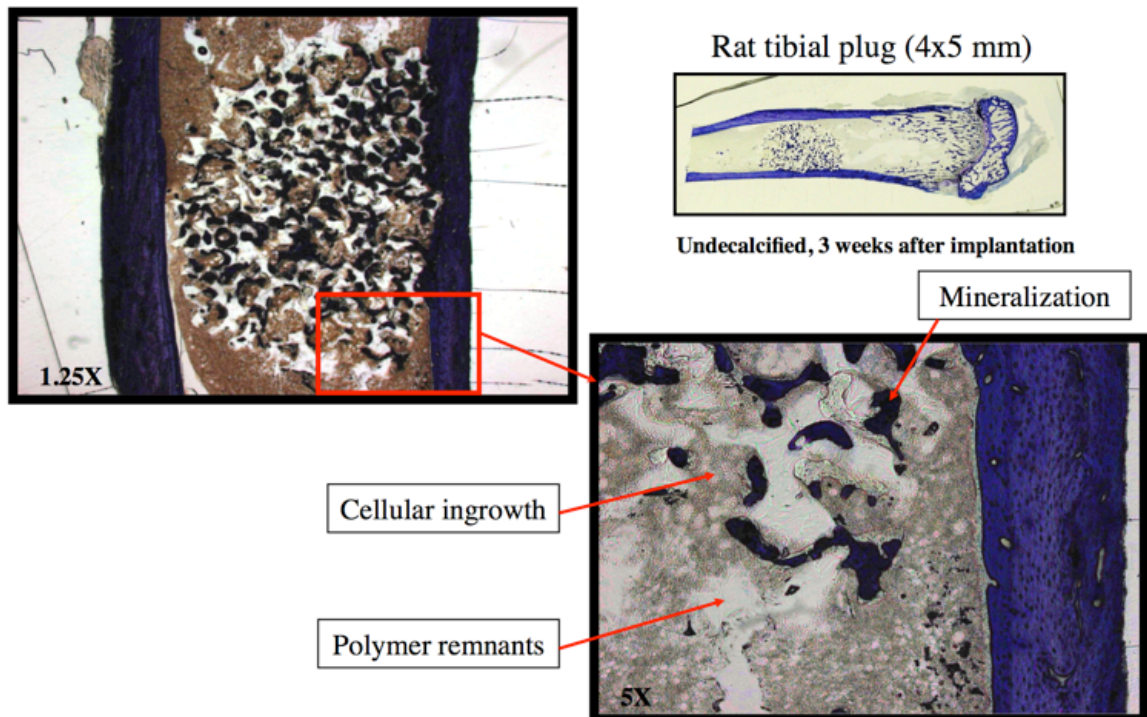 Rat tibial plug (4x5 mm)
Undecalcified, 3 weeks after implantation
Mineralization
1.25X
Cellular ingrowth
Polymer remnants
5X